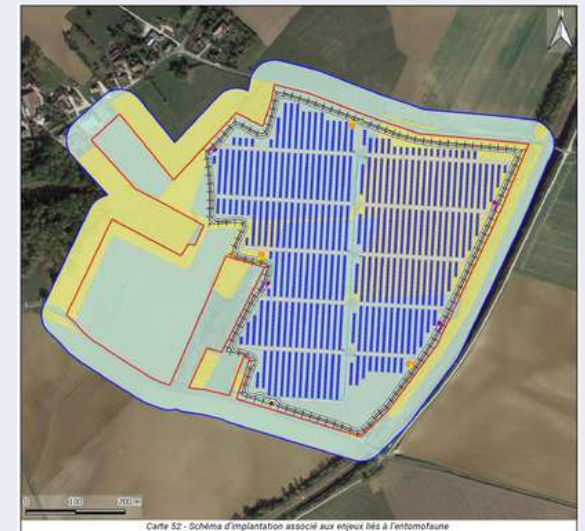 N
0 100 200 m
Carte 52 - Schéma d'implantation associé aux enjeux liés à l'entomofaune